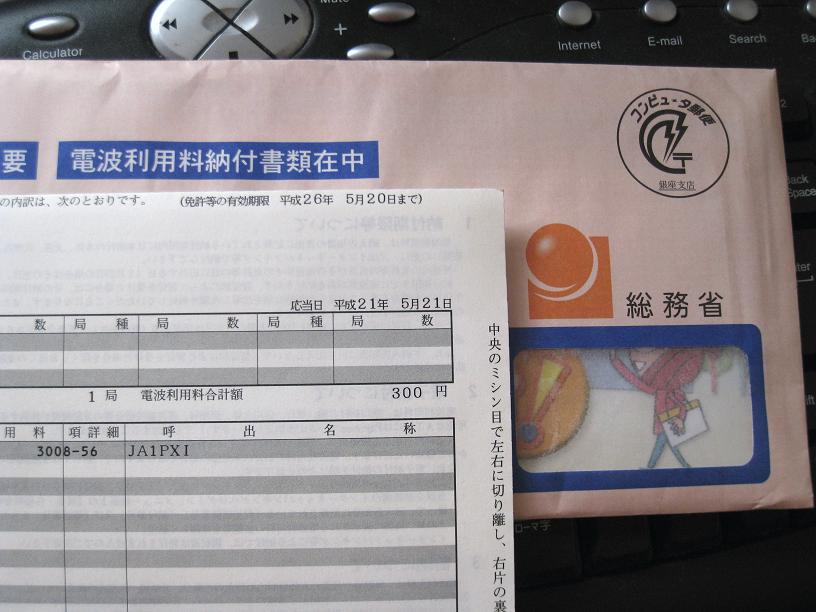 Calculator
Internet
E-mail
Search
Back
Space
コンピュータ郵便
〒
銀座支店
要
電波利用料納付書類在中
総務省
の内訳は、次のとおりです。 (免許等の有効期限 平成26年 5月20日まで)
応当日 平成21年 5月21日
数 局 種 局 数 局 種 局 数
1 局 電波利用料合計額 300 円
用 料 項 詳 細 呼 出 名 称
3008-56 JA1PXI
中央のミシン目で左右に切り離し、右片の裏
ローマ字